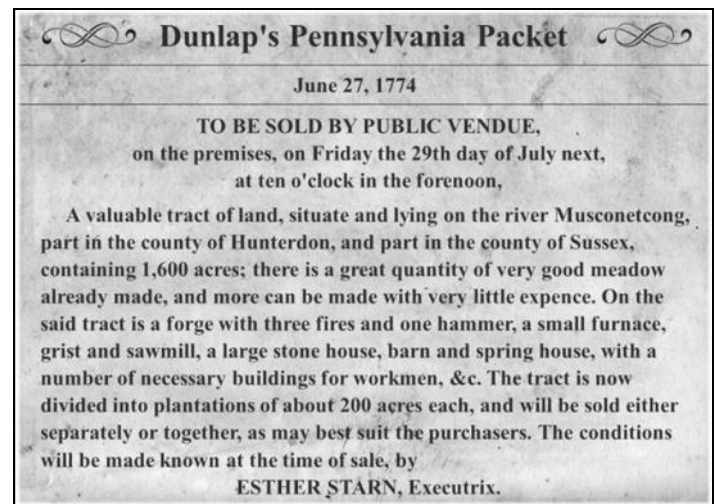 Dunlap's Pennsylvania Packet
June 27, 1774
TO BE SOLD BY PUBLIC VENDUE,
on the premises, on Friday the 29th day of July next,
at ten o'clock in the forenoon,
A valuable tract of land, situate and lying on the river Musconetcong,
part in the county of Hunterdon, and part in the county of Sussex,
containing 1,600 acres; there is a great quantity of very good meadow
already made, and more can be made with very little expence. On the
said tract is a forge with three fires and one hammer, a small furnace,
grist and sawmill, a large stone house, barn and spring house, with a
number of necessary buildings for workmen, &c. The tract is now
divided into plantations of about 200 acres each, and will be sold either
separately or together, as may best suit the purchasers. The conditions
will be made known at the time of sale, by
ESTHER STARN, Executrix.